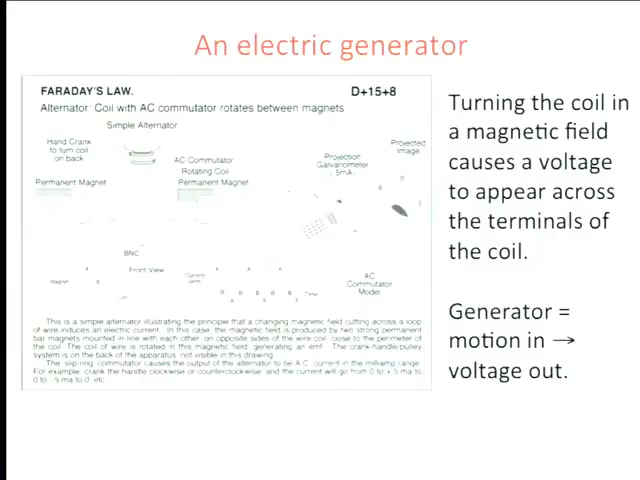 An electric generator
FARADAY'S LAW. D+15+8
Alternator: Coil with AC commutator rotates between magnets
Simple Alternator
Hand Crank
to turn coil
on back
AC Commutator
Rotating Coil
Permanent Magnet
Permanent Magnet
Projection
Galvanometer
Projected
Image
BNC
Front View
Magnet
AC
Commutator
Model
This is a simple alternator illustrating the principle that a changing magnetic field cutting across a loop
of wire induces an electric current. In this case, the magnetic field is produced by two strong permanent
bar magnets mounted in line with each other, on opposite sides of the wire coil, close to the perimeter of
the coil. The coil of wire is rotated in this magnetic field, generating an emf. The crank-handle/pulley
system is on the back of the apparatus, not visible in this drawing.
The slip-ring commutator causes the output of the alternator to be A.C. current in the milliamp range.
For example: crank the handle clockwise or counterclockwise, and the current will go from 0 to + 5 ma to
Turning the coil in
a magnetic field
causes a voltage
to appear across
the terminals of
the coil.
Generator =
motion in →
voltage out.